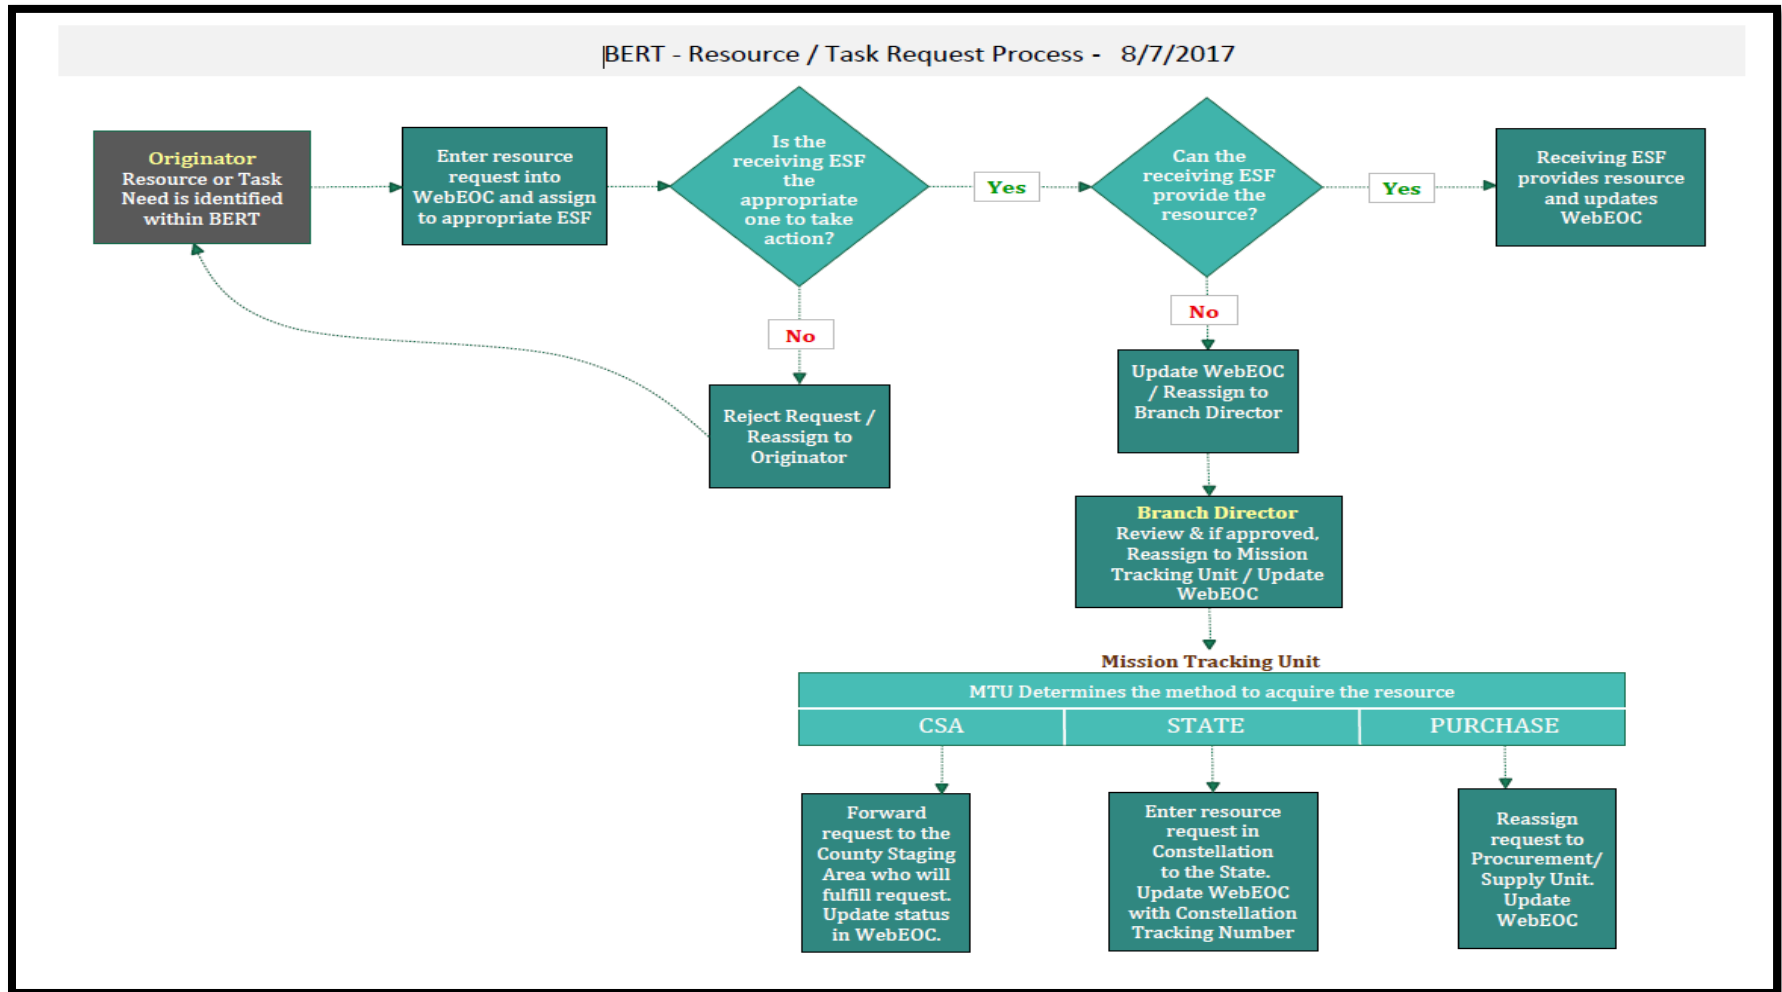 BERT - Resource / Task Request Process - 8/7/2017
Originator
Resource or Task
Need is identified
within BERT
Enter resource
request into
WebEOC and assign
to appropriate ESF
Is the
receiving ESF
the
appropriate
one to take
action?
Yes
Can the
receiving ESF
provide the
resource?
Yes
Receiving ESF
provides resource
and updates
WebEOC
No
Reject Request /
Reassign to
Originator
No
Update WebEOC
/ Reassign to
Branch Director
Branch Director
Review & if approved,
Reassign to Mission
Tracking Unit / Update
WebEOC
Mission Tracking Unit
MTU Determines the method to acquire the resource
CSA
STATE
PURCHASE
Forward
request to the
County Staging
Area who will
fulfill request.
Update status
in WebEOC.
Enter resource
request in
Constellation
to the State.
Update WebEOC
with Constellation
Tracking Number
Reassign
request to
Procurement/
Supply Unit.
Update
WebEOC